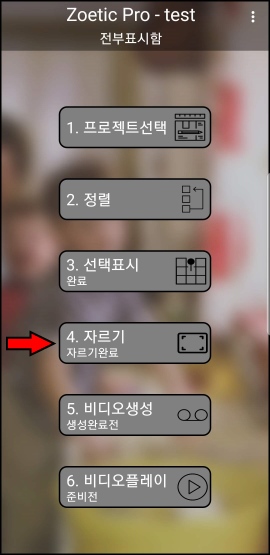 Zoetic Pro - test
전부표시함
1. 프로젝트선택
2. 정렬
3. 선택표시
완료
4. 자르기
자르기완료
5. 비디오생성
생성완료전
6. 비디오플레이
준비전